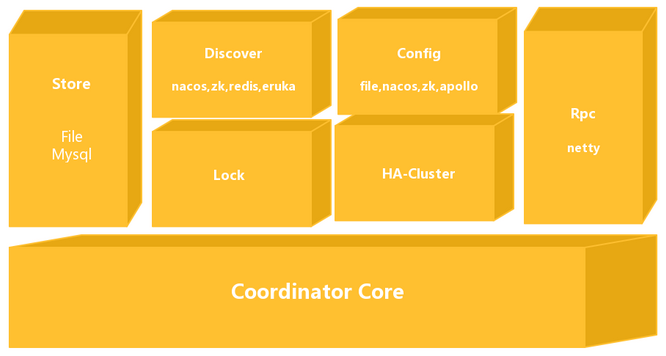 Store
File
Mysql
Discover
nacos,zk,redis,eruka
Config
file,nacos,zk,apollo
Lock
HA-Cluster
Rpc
netty
Coordinator Core